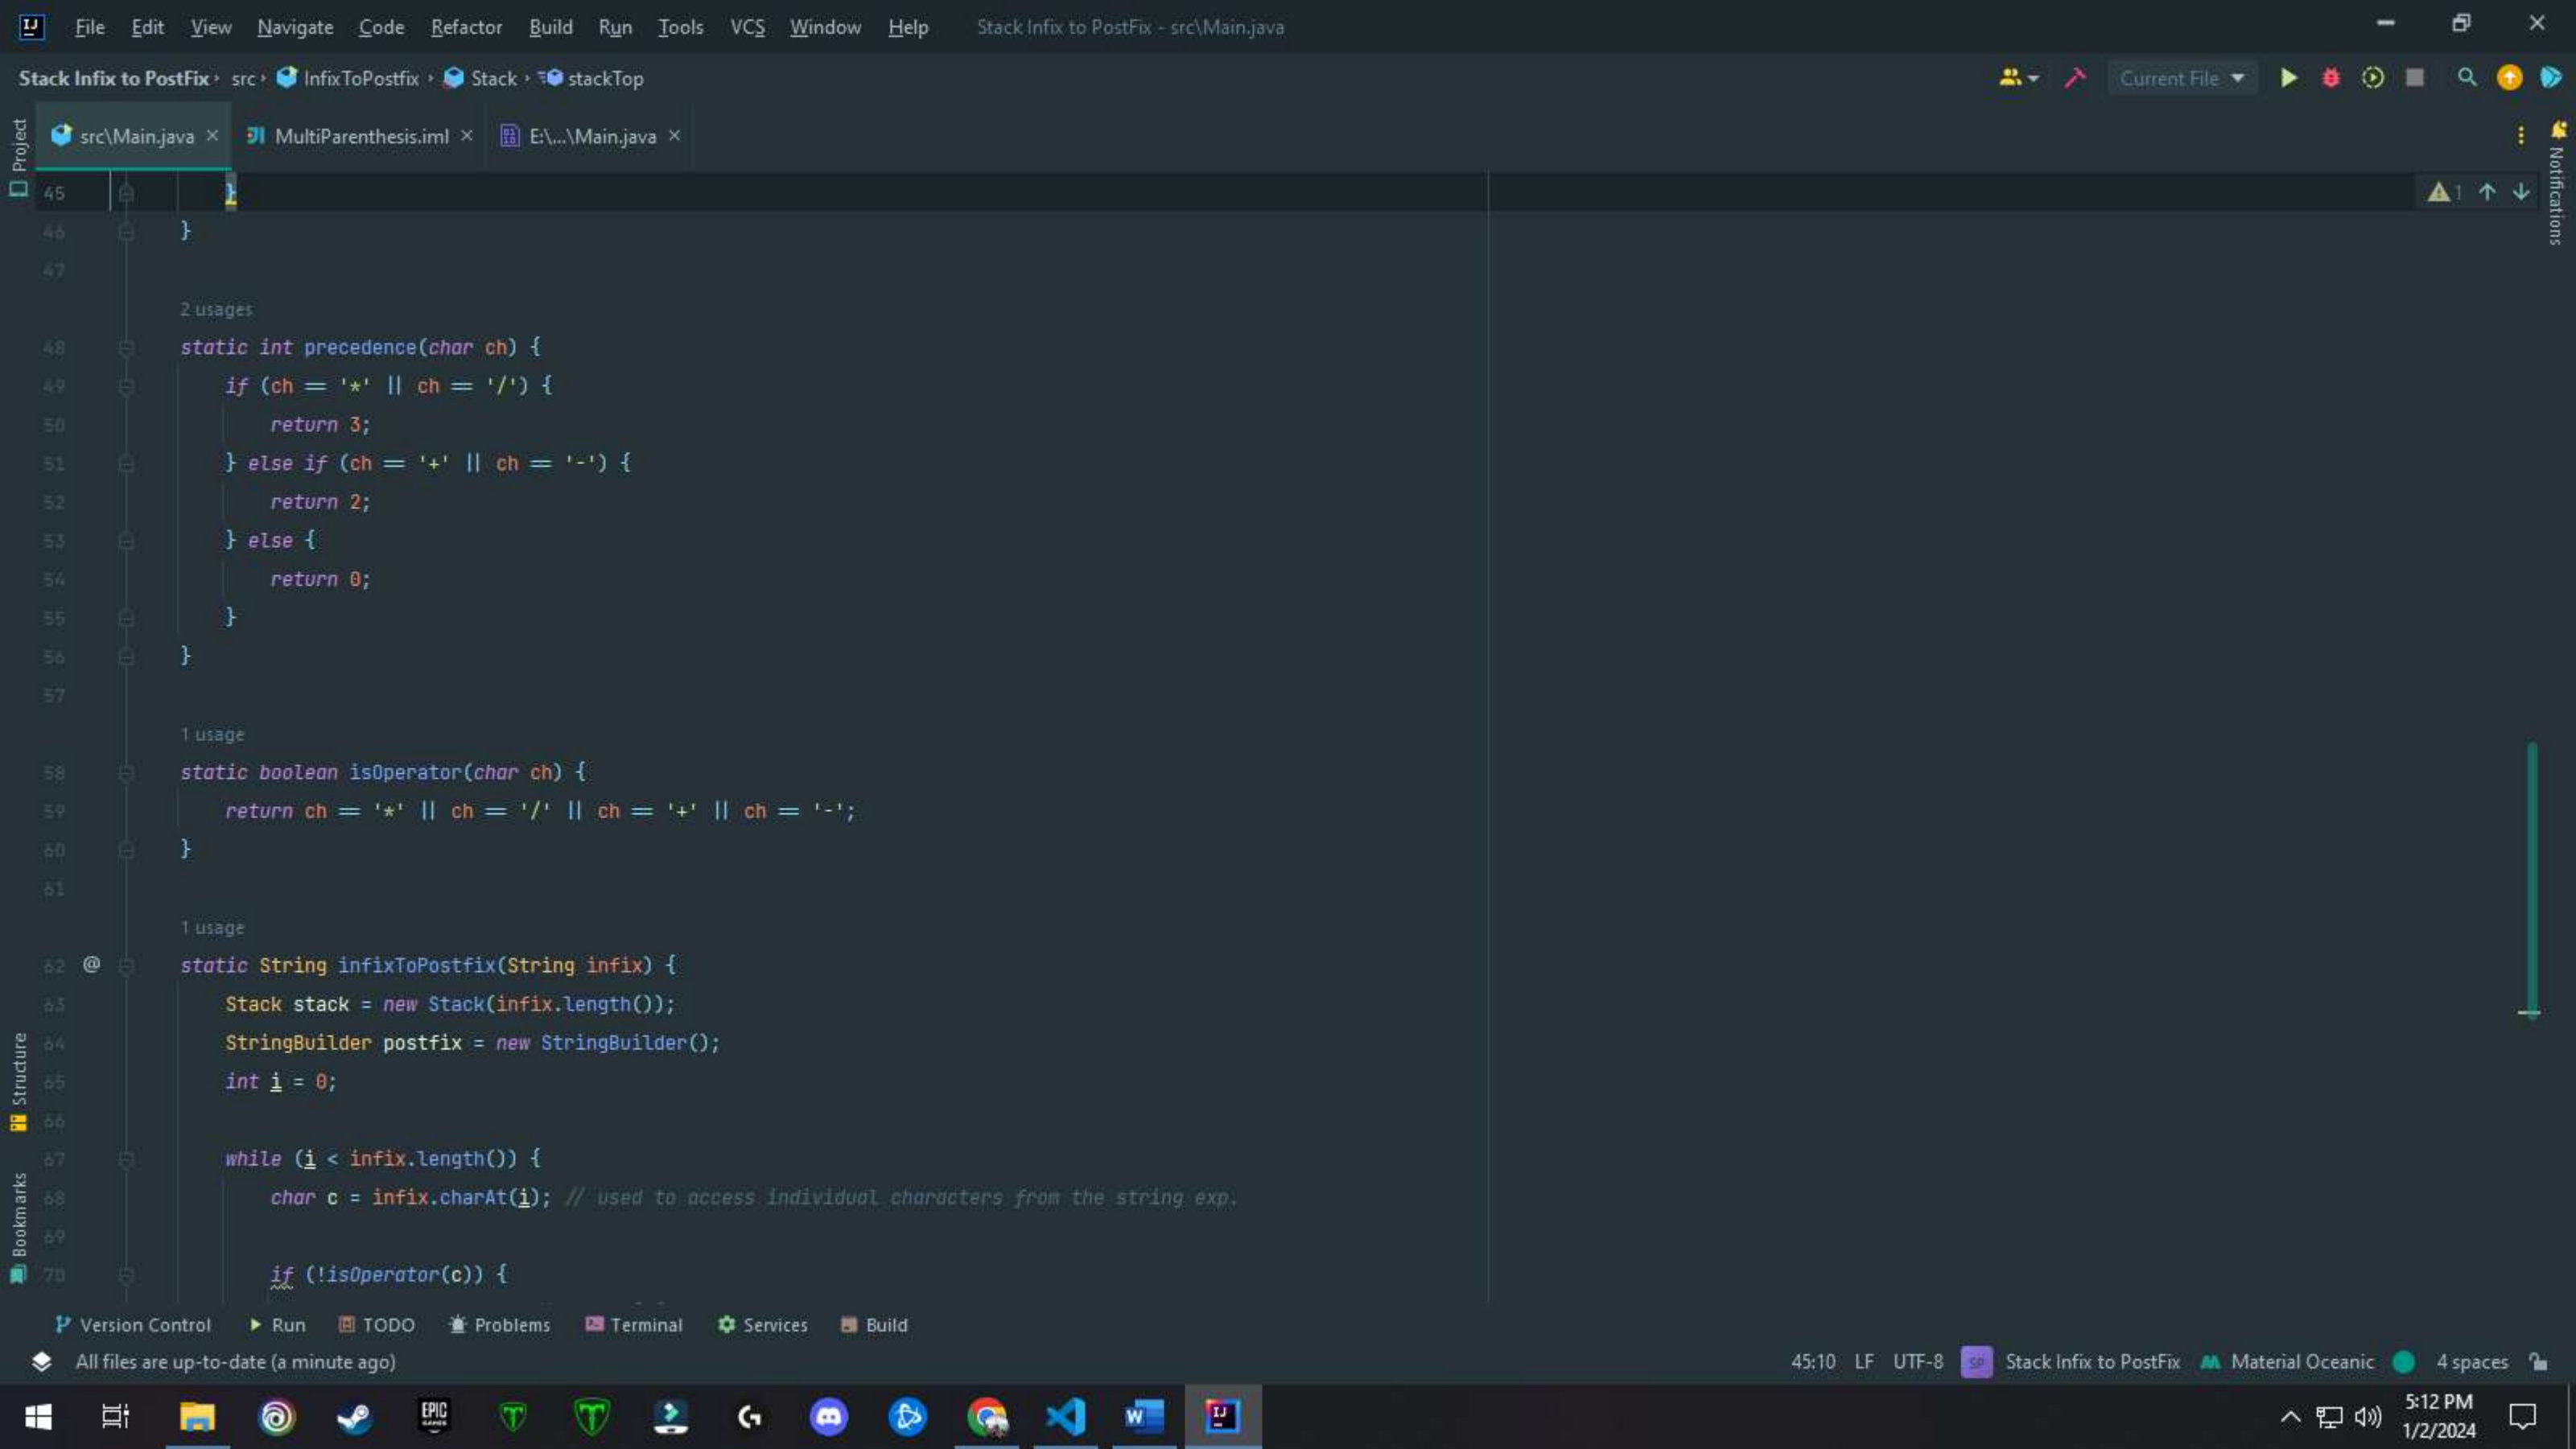 File Edit View Navigate Code Refactor Build Run Tools VCS Window Help Stack Infix to PostFix - src\Main.java
Stack Infix to PostFix › src › InfixToPostfix › Stack › stackTop Current File
src\Main.java MultiParenthesis.iml E:\...\Main.java
Project
Notifications
45 } 1
46 }
47
2 usages
48 static int precedence(char ch) {
49 if (ch == '*' || ch == '/') {
50 return 3;
51 } else if (ch == '+' || ch == '-') {
52 return 2;
53 } else {
54 return 0;
55 }
56 }
57
1 usage
58 static boolean isOperator(char ch) {
59 return ch == '*' || ch == '/' || ch == '+' || ch == '-';
60 }
61
1 usage
62 @ static String infixToPostfix(String infix) {
63 Stack stack = new Stack(infix.length());
64 StringBuilder postfix = new StringBuilder();
65 int i = 0;
66
67 while (i < infix.length()) {
68 char c = infix.charAt(i); // used to access individual characters from the string exp.
69
70 if (!isOperator(c)) {
Structure
Bookmarks
Version Control Run TODO Problems Terminal Services Build
All files are up-to-date (a minute ago) 45:10 LF UTF-8 SP Stack Infix to PostFix Material Oceanic 4 spaces
EPIC GAMES
5:12 PM
1/2/2024